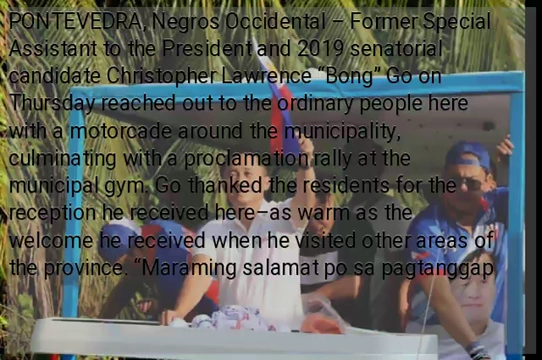 PONTEVEDRA, Negros Occidental – Former Special
Assistant to the President and 2019 senatorial
candidate Christopher Lawrence “Bong” Go on
Thursday reached out to the ordinary people here
with a motorcade around the municipality,
culminating with a proclamation rally at the
municipal gym. Go thanked the residents for the
reception he received here–as warm as the
welcome he received when he visited other areas of
the province. “Maraming salamat po sa pagtanggap